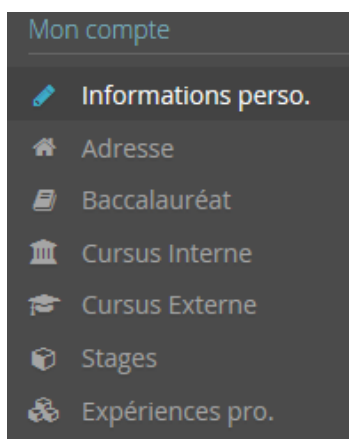 Mon compte
Informations perso.
Adresse
Baccalauréat
Cursus Interne
Cursus Externe
Stages
Expériences pro.